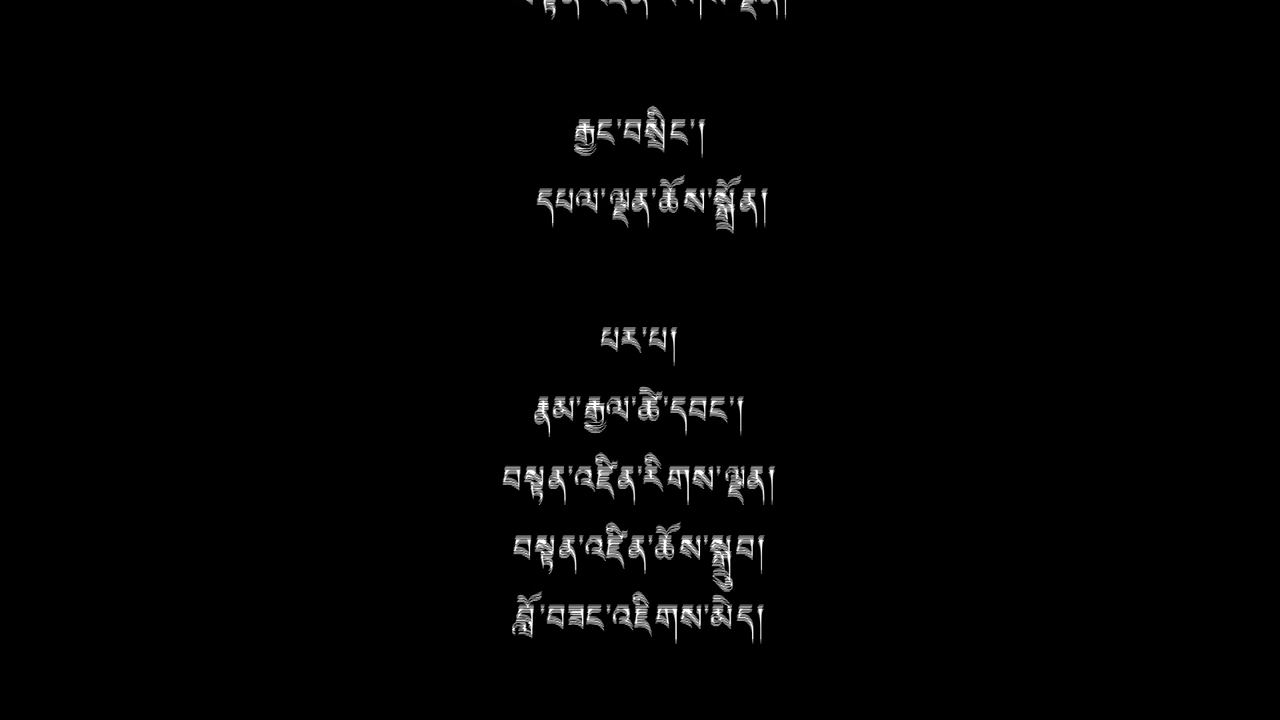 རྒྱང་བསྲིང་།
དཔལ་ལྡན་ཆོས་སྒྲོན།
པར་པ།
རྣམ་རྒྱལ་ཚེ་དབང་།
བསྟན་འཛིན་རིགས་ལྡན།
བསྟན་འཛིན་ཆོས་སྒྲུབ།
བློ་བཟང་འཇིགས་མེད།